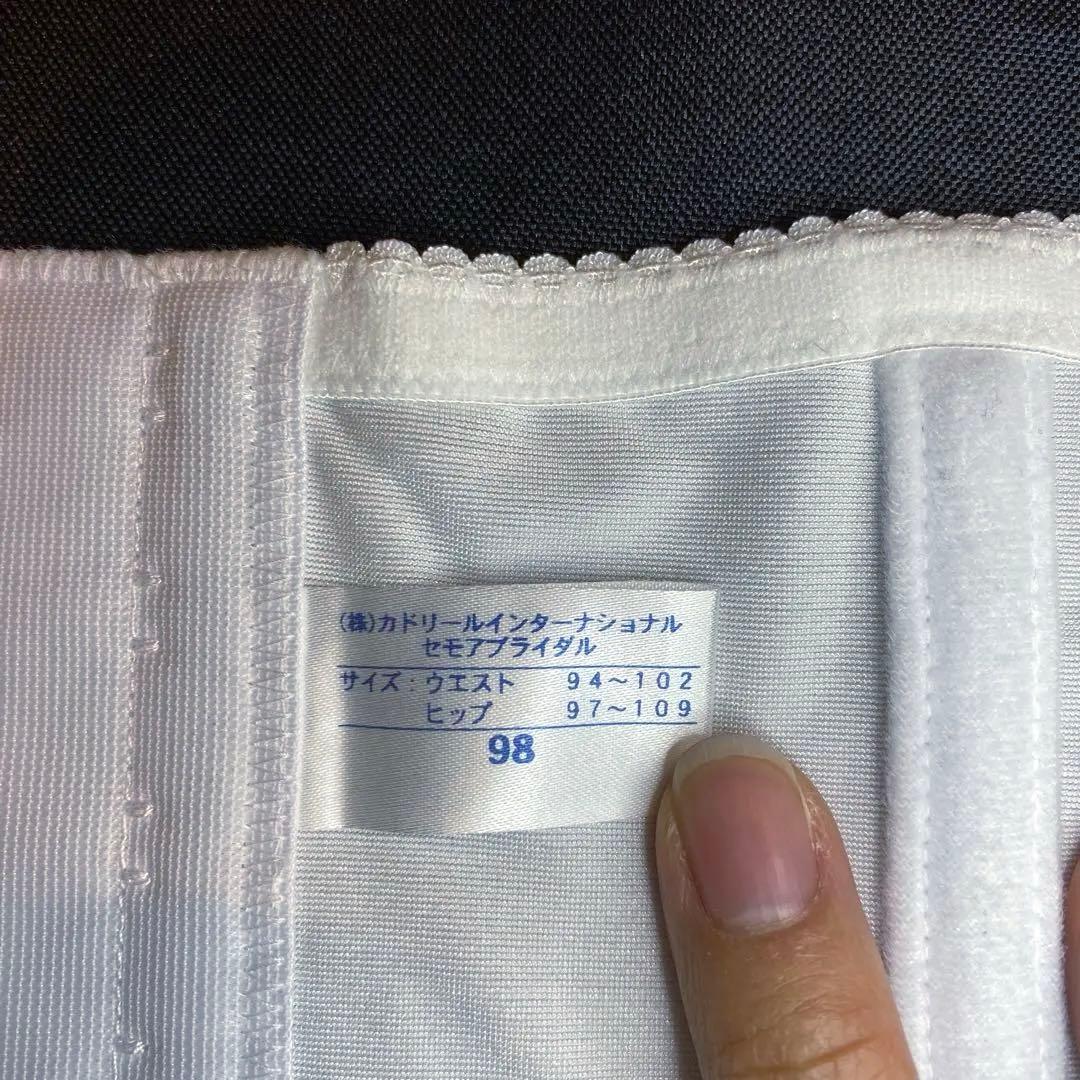 (株)カドリールインターナショナル
セモアブライダル
サイズ:ウエスト 94～102
ヒップ 97～109
98